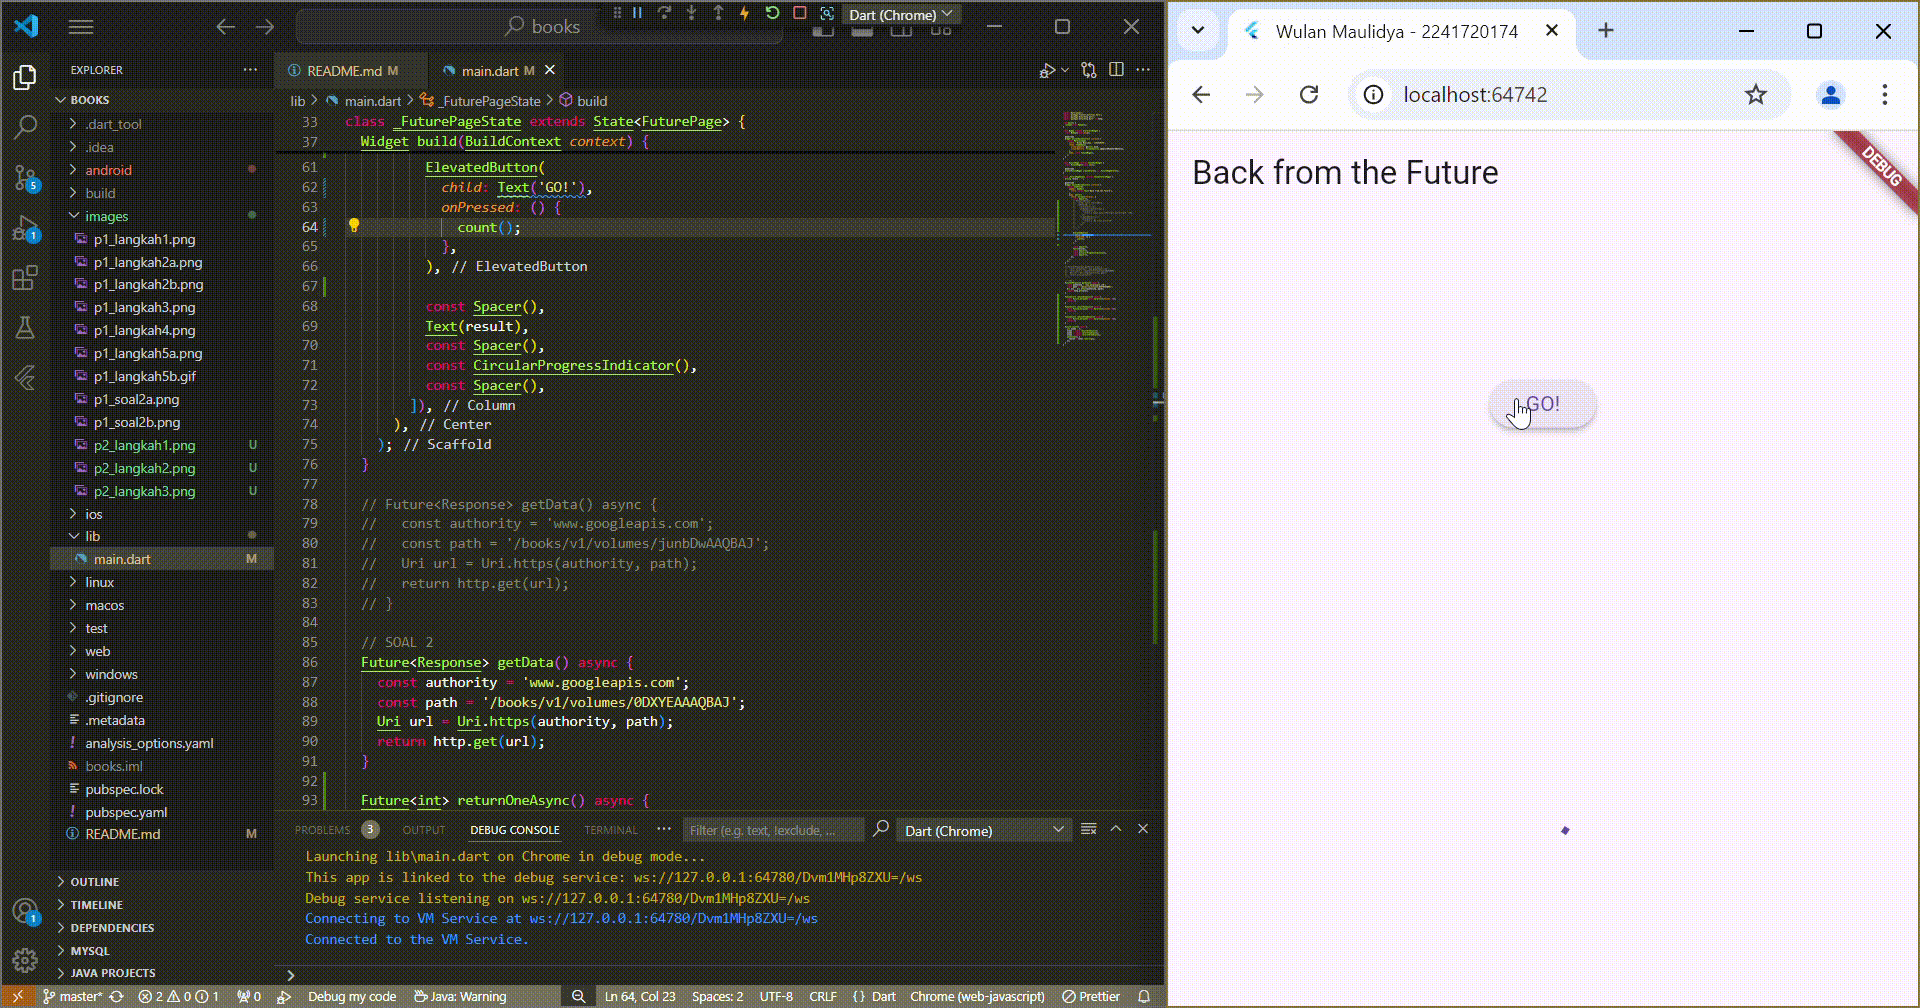 books
Dart (Chrome)
EXPLORER
BOOKS
.dart_tool
.idea
android
build
images
p1_langkah1.png
p1_langkah2a.png
p1_langkah2b.png
p1_langkah3.png
p1_langkah4.png
p1_langkah5a.png
p1_langkah5b.gif
p1_soal2a.png
p1_soal2b.png
p2_langkah1.png U
p2_langkah2.png U
p2_langkah3.png U
ios
lib
main.dart M
linux
macos
test
web
windows
.gitignore
.metadata
analysis_options.yaml
books.iml
pubspec.lock
pubspec.yaml
README.md M
OUTLINE
TIMELINE
DEPENDENCIES
MYSQL
JAVA PROJECTS
5
1
1
README.md M
main.dart M
lib > main.dart > _FuturePageState > build
33 class _FuturePageState extends State<FuturePage> {
37 Widget build(BuildContext context) {
61 ElevatedButton(
62 child: Text('GO!'),
63 onPressed: () {
64 count();
65 },
66 ), // ElevatedButton
67
68 const Spacer(),
69 Text(result),
70 const Spacer(),
71 const CircularProgressIndicator(),
72 const Spacer(),
73 ]), // Column
74 ), // Center
75 ); // Scaffold
76 }
77
78 // Future<Response> getData() async {
79 // const authority = 'www.googleapis.com';
80 // const path = '/books/v1/volumes/junbDwAAQBAJ';
81 // Uri url = Uri.https(authority, path);
82 // return http.get(url);
83 // }
84
85 // SOAL 2
86 Future<Response> getData() async {
87 const authority = 'www.googleapis.com';
88 const path = '/books/v1/volumes/0DXYEAAAQBAJ';
89 Uri url = Uri.https(authority, path);
90 return http.get(url);
91 }
92
93 Future<int> returnOneAsync() async {
PROBLEMS 3 OUTPUT DEBUG CONSOLE TERMINAL ··· Filter (e.g. text, !exclude, ... Dart (Chrome)
Launching lib\main.dart on Chrome in debug mode...
This app is linked to the debug service: ws://127.0.0.1:64780/Dvm1MHp8ZXU=/ws
Debug service listening on ws://127.0.0.1:64780/Dvm1MHp8ZXU=/ws
Connecting to VM Service at ws://127.0.0.1:64780/Dvm1MHp8ZXU=/ws
Connected to the VM Service.
>
master* 2 0 1 0 Debug my code Java: Warning Ln 64, Col 23 Spaces: 2 UTF-8 CRLF {} Dart Chrome (web-javascript) Prettier
Wulan Maulidya - 2241720174
localhost:64742
Back from the Future
DEBUG
GO!